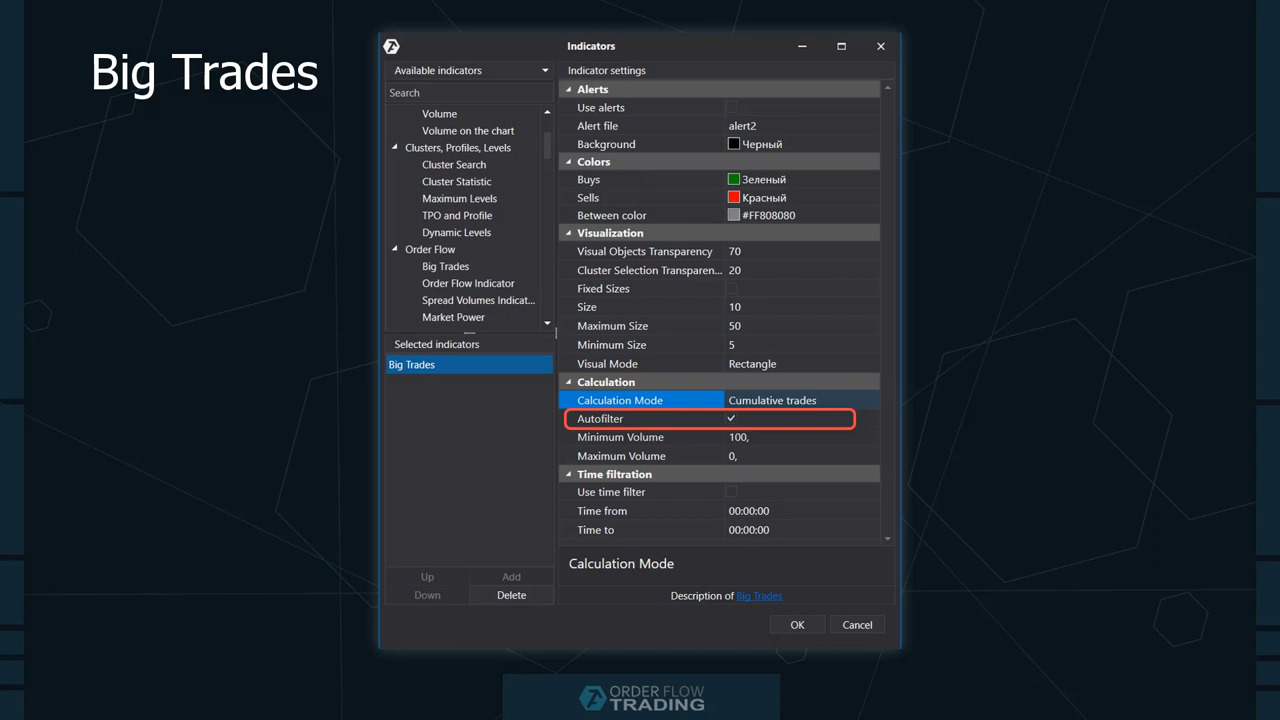 Big Trades
Indicators
Available indicators
Search
Volume
Volume on the chart
Clusters, Profiles, Levels
Cluster Search
Cluster Statistic
Maximum Levels
TPO and Profile
Dynamic Levels
Order Flow
Big Trades
Order Flow Indicator
Spread Volumes Indicat...
Market Power
Selected indicators
Big Trades
Up
Add
Down
Delete
Indicator settings
Alerts
Use alerts
Alert file alert2
Background Черный
Colors
Buys Зеленый
Sells Красный
Between color #FF808080
Visualization
Visual Objects Transparency 70
Cluster Selection Transparen... 20
Fixed Sizes
Size 10
Maximum Size 50
Minimum Size 5
Visual Mode Rectangle
Calculation
Calculation Mode Cumulative trades
Autofilter
Minimum Volume 100,
Maximum Volume 0,
Time filtration
Use time filter
Time from 00:00:00
Time to 00:00:00
Calculation Mode
Description of Big Trades
OK
Cancel
ORDER FLOW
TRADING